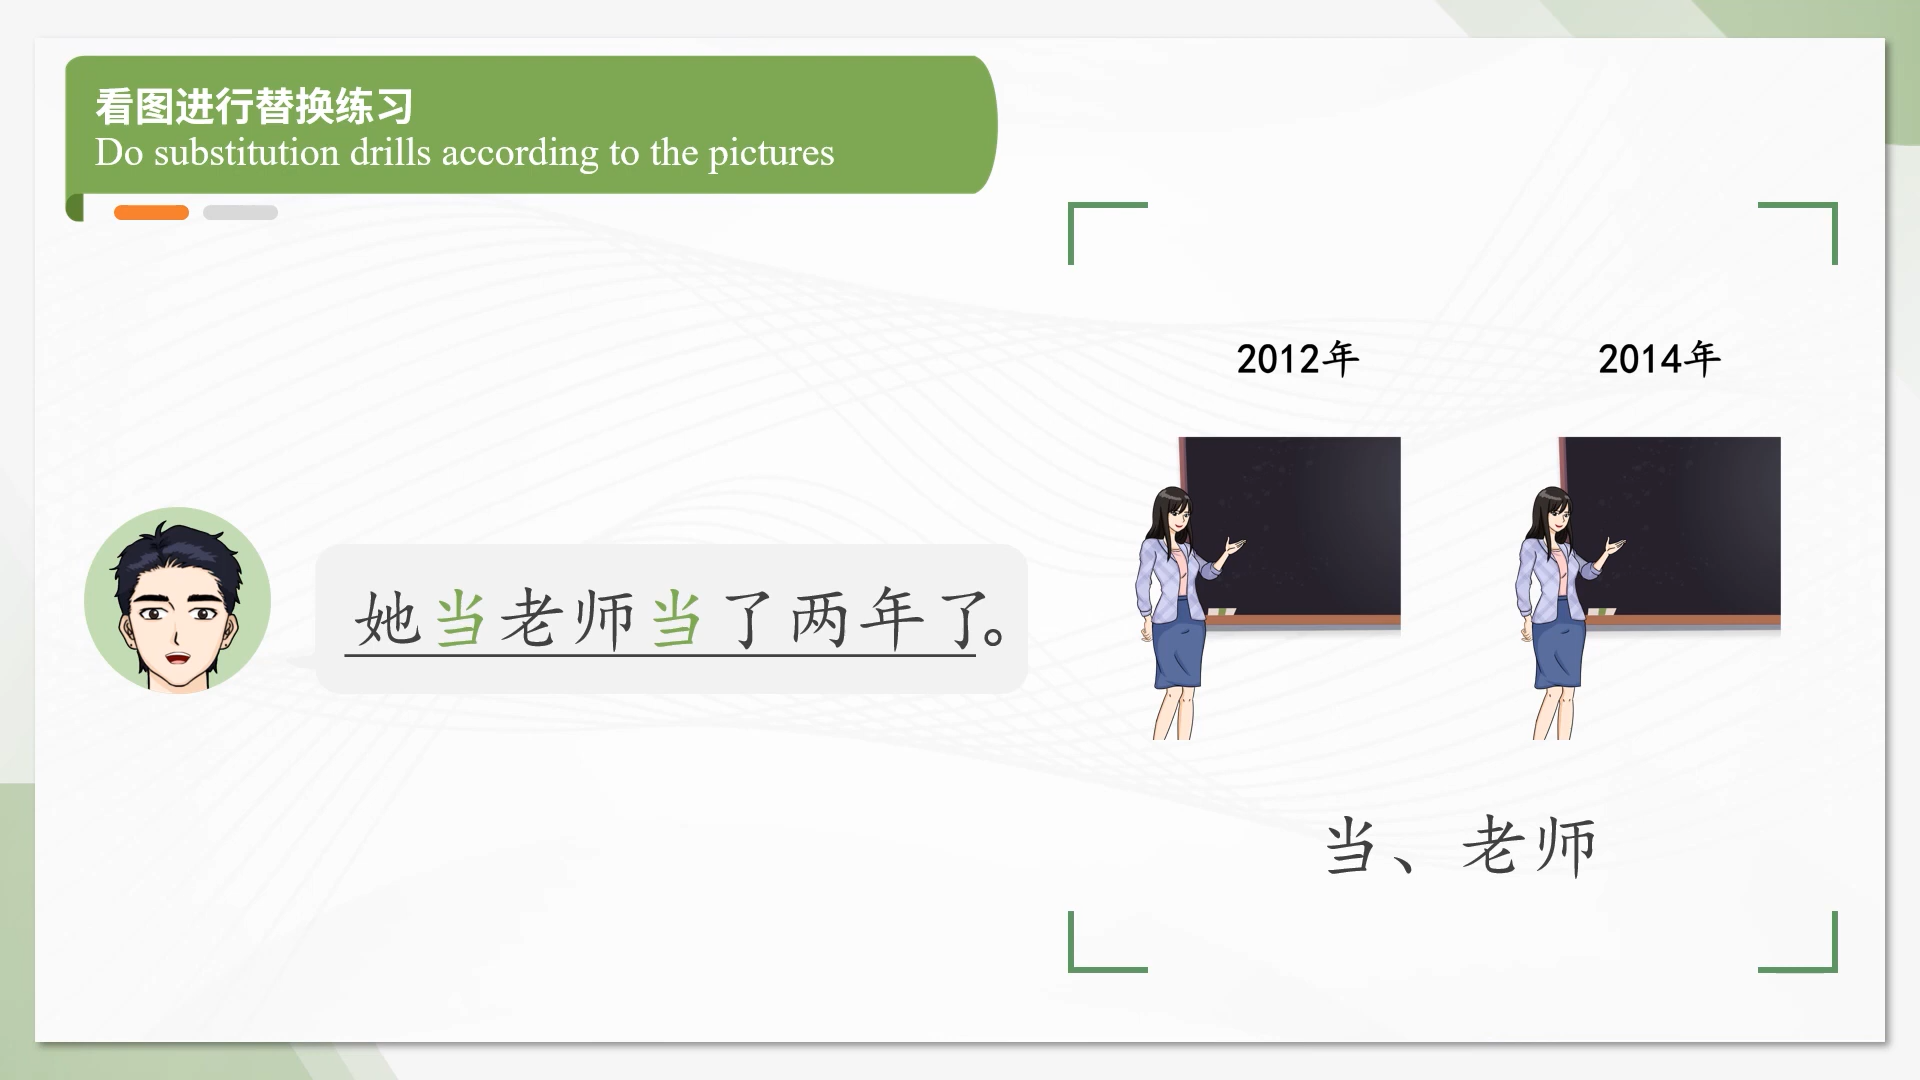 看图进行替换练习
Do substitution drills according to the pictures
她当老师当了两年了。
2012年
2014年
当、老师